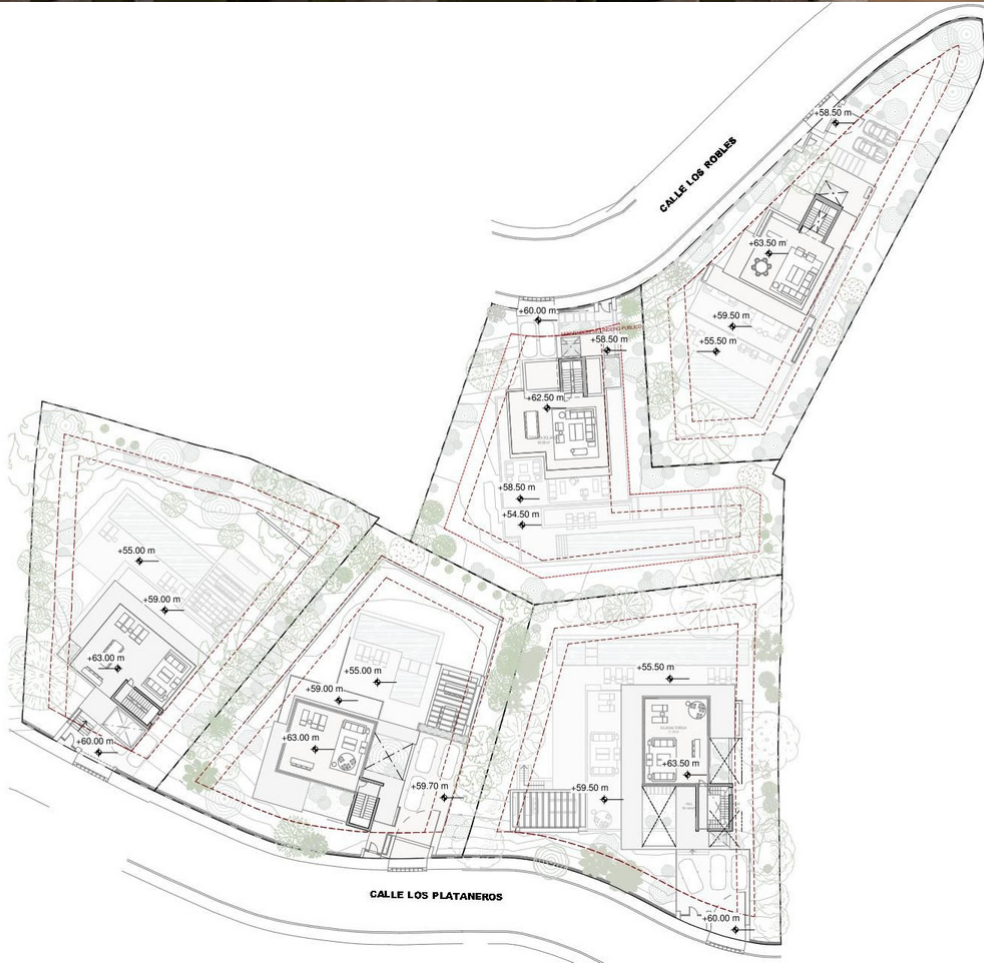 +58.50 m
CALLE LOS ROBLES
+63.50 m
+60.00 m
+59.50 m
+58.50 m
+55.50 m
+62.50 m
+58.50 m
+54.50 m
+55.00 m
+59.00 m
+63.00 m
+60.00 m
+55.00 m
+59.00 m
+63.00 m
+59.70 m
+55.50 m
+63.50 m
+59.50 m
+60.00 m
CALLE LOS PLATANEROS